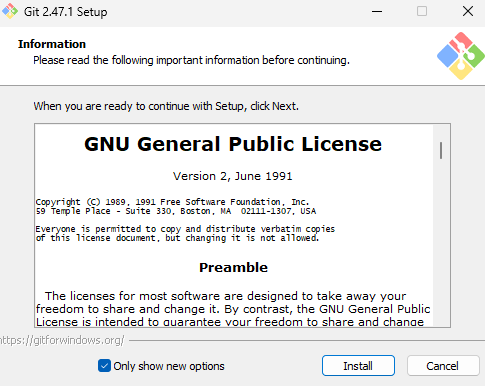 Git 2.47.1 Setup
Information
Please read the following important information before continuing.
When you are ready to continue with Setup, click Next.
GNU General Public License
Version 2, June 1991
Copyright (C) 1989, 1991 Free Software Foundation, Inc.
59 Temple Place - Suite 330, Boston, MA  02111-1307, USA
Everyone is permitted to copy and distribute verbatim copies
of this license document, but changing it is not allowed.
Preamble
The licenses for most software are designed to take away your
freedom to share and change it. By contrast, the GNU General Public
License is intended to guarantee your freedom to share and change
https://gitforwindows.org/
Only show new options
Install
Cancel